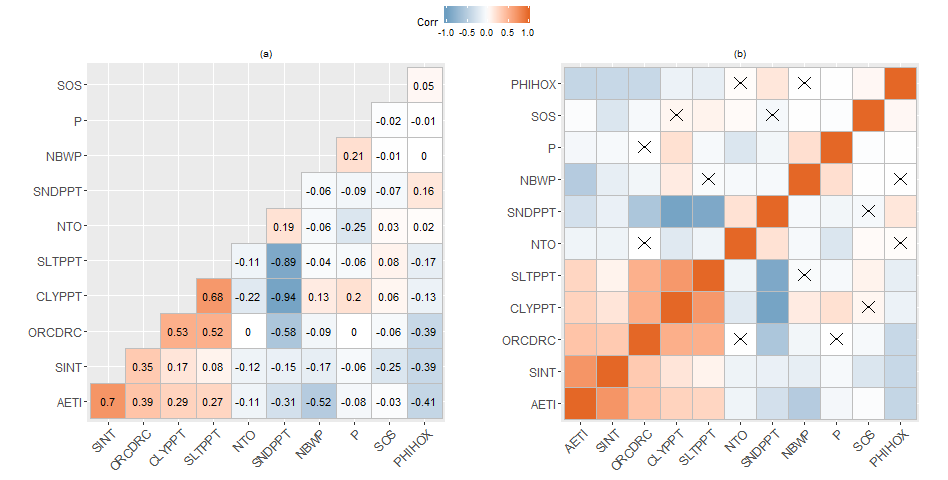 Corr
-1.0 -0.5 0.0 0.5 1.0
(a)
SOS 0.05
P -0.02 -0.01
NBWP 0.21 -0.01 0
SNDPPT -0.06 -0.09 -0.07 0.16
NTO 0.19 -0.06 -0.25 0.03 0.02
SLTPPT -0.11 -0.89 -0.04 -0.06 0.08 -0.17
CLYPPT 0.68 -0.22 -0.94 0.13 0.2 0.06 -0.13
ORCDRC 0.53 0.52 0 -0.58 -0.09 0 -0.06 -0.39
SINT 0.35 0.17 0.08 -0.12 -0.15 -0.17 -0.06 -0.25 -0.39
AETI 0.7 0.39 0.29 0.27 -0.11 -0.31 -0.52 -0.08 -0.03 -0.41
SINT ORCDRC CLYPPT SLTPPT NTO SNDPPT NBWP P SOS PHIHOX
(b)
PHIHOX
SOS
P
NBWP
SNDPPT
NTO
SLTPPT
CLYPPT
ORCDRC
SINT
AETI
AETI SINT ORCDRC CLYPPT SLTPPT NTO SNDPPT NBWP P SOS PHIHOX